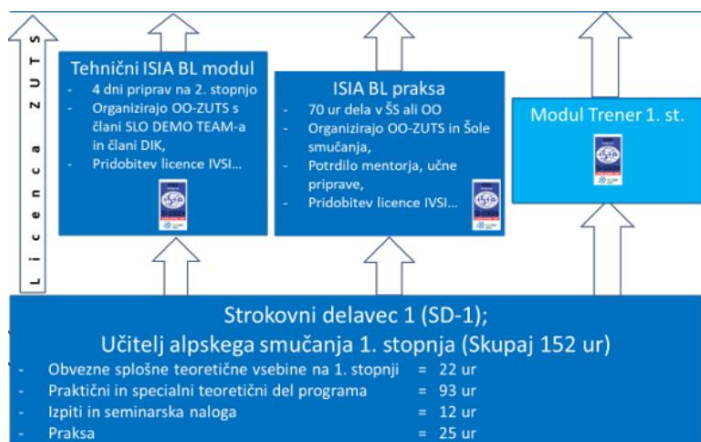 Licenca ZUTS
Tehnični ISIA BL modul
- 4 dni priprav na 2. stopnjo
- Organizirajo OO-ZUTS s
člani SLO DEMO TEAM-a
in člani DIK,
- Pridobitev licence IVSI...
ISIA BL praksa
- 70 ur dela v ŠS ali OO
- Organizirajo OO-ZUTS in Šole
smučanja,
- Potrdilo mentorja, učne
priprave,
- Pridobitev licence IVSI...
Modul Trener 1. st.
Strokovni delavec 1 (SD-1);
Učitelj alpskega smučanja 1. stopnja (Skupaj 152 ur)
- Obvezne splošne teoretične vsebine na 1. stopnji = 22 ur
- Praktični in specialni teoretični del programa = 93 ur
- Izpiti in seminarska naloga = 12 ur
- Praksa = 25 ur